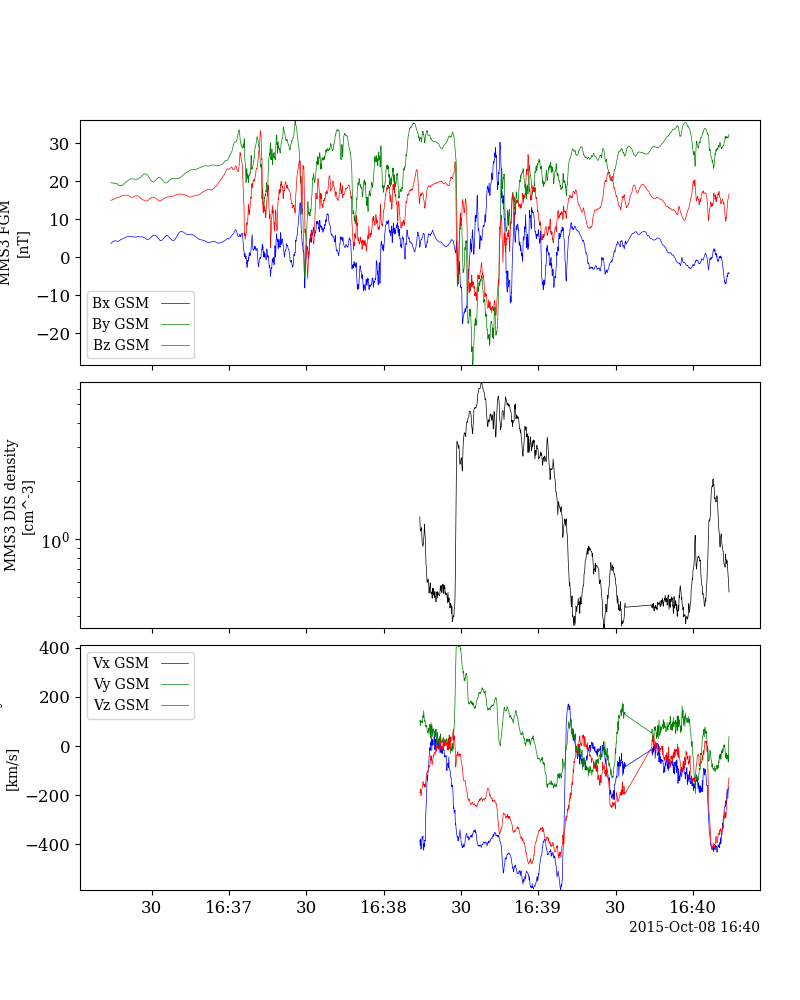 30
20
10
0
−10
−20
MMS3 FGM
[nT]
Bx GSM
By GSM
Bz GSM
10^0
MMS3 DIS density
[cm^-3]
400
200
0
−200
−400
[km/s]
Vx GSM
Vy GSM
Vz GSM
30 16:37 30 16:38 30 16:39 30 16:40
2015-Oct-08 16:40